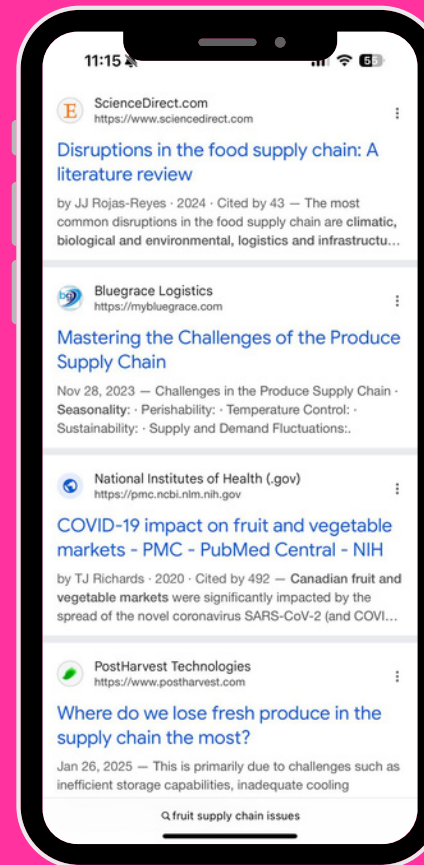 11:15
55
E
ScienceDirect.com
https://www.sciencedirect.com
Disruptions in the food supply chain: A
literature review
by JJ Rojas-Reyes · 2024 · Cited by 43 — The most
common disruptions in the food supply chain are climatic,
biological and environmental, logistics and infrastructu...
bg
Bluegrace Logistics
https://mybluegrace.com
Mastering the Challenges of the Produce
Supply Chain
Nov 28, 2023 — Challenges in the Produce Supply Chain ·
Seasonality: · Perishability: · Temperature Control: ·
Sustainability: · Supply and Demand Fluctuations:.
National Institutes of Health (.gov)
https://pmc.ncbi.nlm.nih.gov
COVID-19 impact on fruit and vegetable
markets - PMC - PubMed Central - NIH
by TJ Richards · 2020 · Cited by 492 — Canadian fruit and
vegetable markets were significantly impacted by the
spread of the novel coronavirus SARS-CoV-2 (and COVI...
PostHarvest Technologies
https://www.postharvest.com
Where do we lose fresh produce in the
supply chain the most?
Jan 26, 2025 — This is primarily due to challenges such as
inefficient storage capabilities, inadequate cooling
fruit supply chain issues